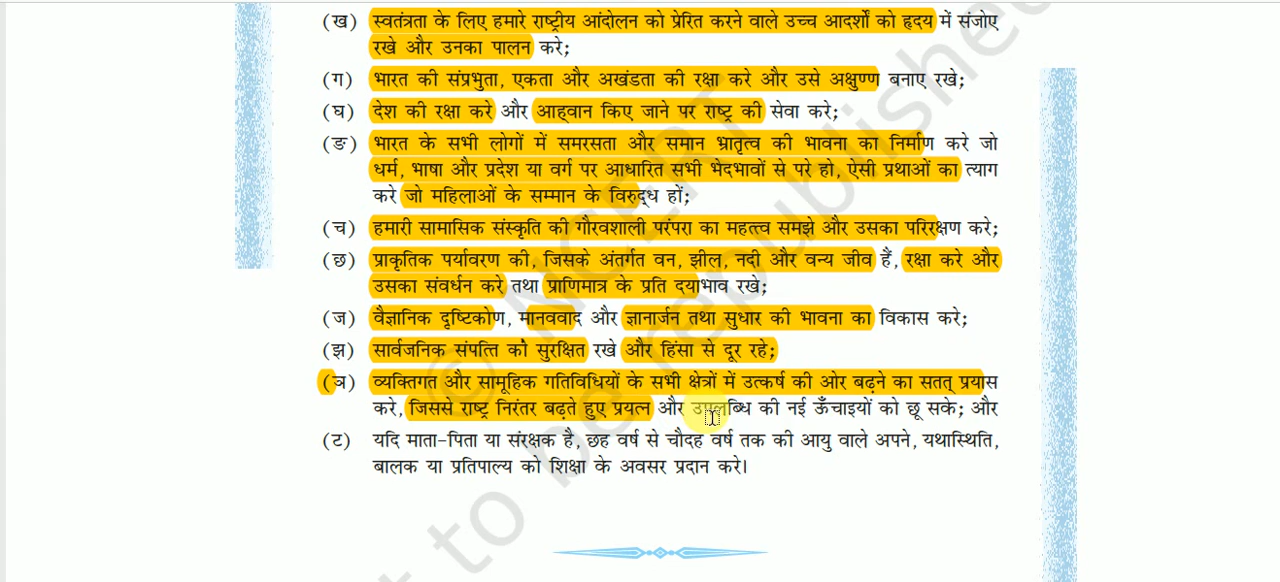 (ख) स्वतंत्रता के लिए हमारे राष्ट्रीय आंदोलन को प्रेरित करने वाले उच्च आदर्शों को हृदय में संजोए
रखे और उनका पालन करे;
(ग) भारत की संप्रभुता, एकता और अखंडता की रक्षा करे और उसे अक्षुण्ण बनाए रखे;
(घ) देश की रक्षा करे और आह्वान किए जाने पर राष्ट्र की सेवा करे;
(ङ) भारत के सभी लोगों में समरसता और समान भ्रातृत्व की भावना का निर्माण करे जो
धर्म, भाषा और प्रदेश या वर्ग पर आधारित सभी भेदभावों से परे हो, ऐसी प्रथाओं का त्याग
करे जो महिलाओं के सम्मान के विरुद्ध हों;
(च) हमारी सामासिक संस्कृति की गौरवशाली परंपरा का महत्त्व समझे और उसका परिरक्षण करे;
(छ) प्राकृतिक पर्यावरण की, जिसके अंतर्गत वन, झील, नदी और वन्य जीव हैं, रक्षा करे और
उसका संवर्धन करे तथा प्राणिमात्र के प्रति दयाभाव रखे;
(ज) वैज्ञानिक दृष्टिकोण, मानववाद और ज्ञानार्जन तथा सुधार की भावना का विकास करे;
(झ) सार्वजनिक संपत्ति को सुरक्षित रखे और हिंसा से दूर रहे;
(ञ) व्यक्तिगत और सामूहिक गतिविधियों के सभी क्षेत्रों में उत्कर्ष की ओर बढ़ने का सतत् प्रयास
करे, जिससे राष्ट्र निरंतर बढ़ते हुए प्रयत्न और उपलब्धि की नई ऊँचाइयों को छू सके; और
(ट) यदि माता-पिता या संरक्षक है, छह वर्ष से चौदह वर्ष तक की आयु वाले अपने, यथास्थिति,
बालक या प्रतिपाल्य को शिक्षा के अवसर प्रदान करे।
© NCERT
to be republished